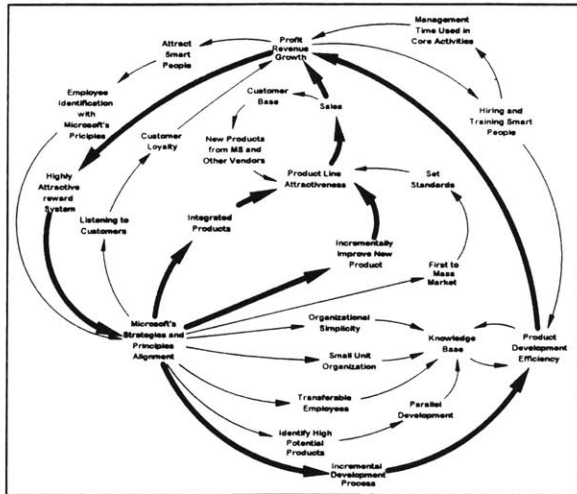 Profit
Revenue
Growth
Management
Time Used in
Core Activities
Attract
Smart
People
Employee
Identification
with
Microsoft's
Priciples
Customer
Base
Sales
Hiring and
Training Smart
People
Customer
Loyalty
New Products
from MS and
Other Vendors
Highly
Attractive
reward
System
Product Line
Attractiveness
Set
Standards
Listening to
Customers
Integrated
Products
Incrementally
Improve New
Product
First to
Mass
Market
Microsoft's
Strategies and
Principles
Alignment
Organizational
Simplicity
Knowledge
Base
Product
Development
Efficiency
Small Unit
Organization
Transferable
Employees
Parallel
Development
Identify High
Potential
Products
Incremental
Development
Process